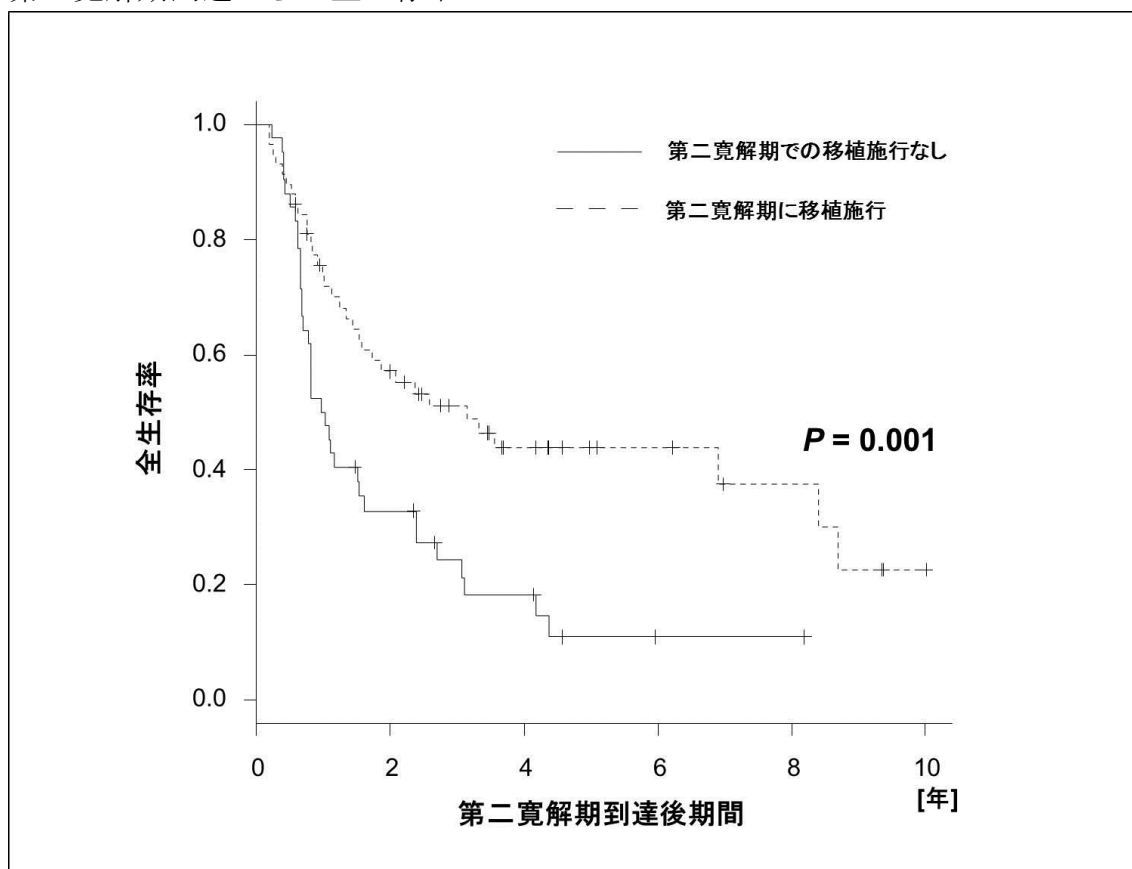 1.0
0.8
0.6
0.4
0.2
0.0
全生存率
第二寛解期での移植施行なし
第二寛解期に移植施行
P = 0.001
0 2 4 6 8 10
[年]
第二寛解期到達後期間